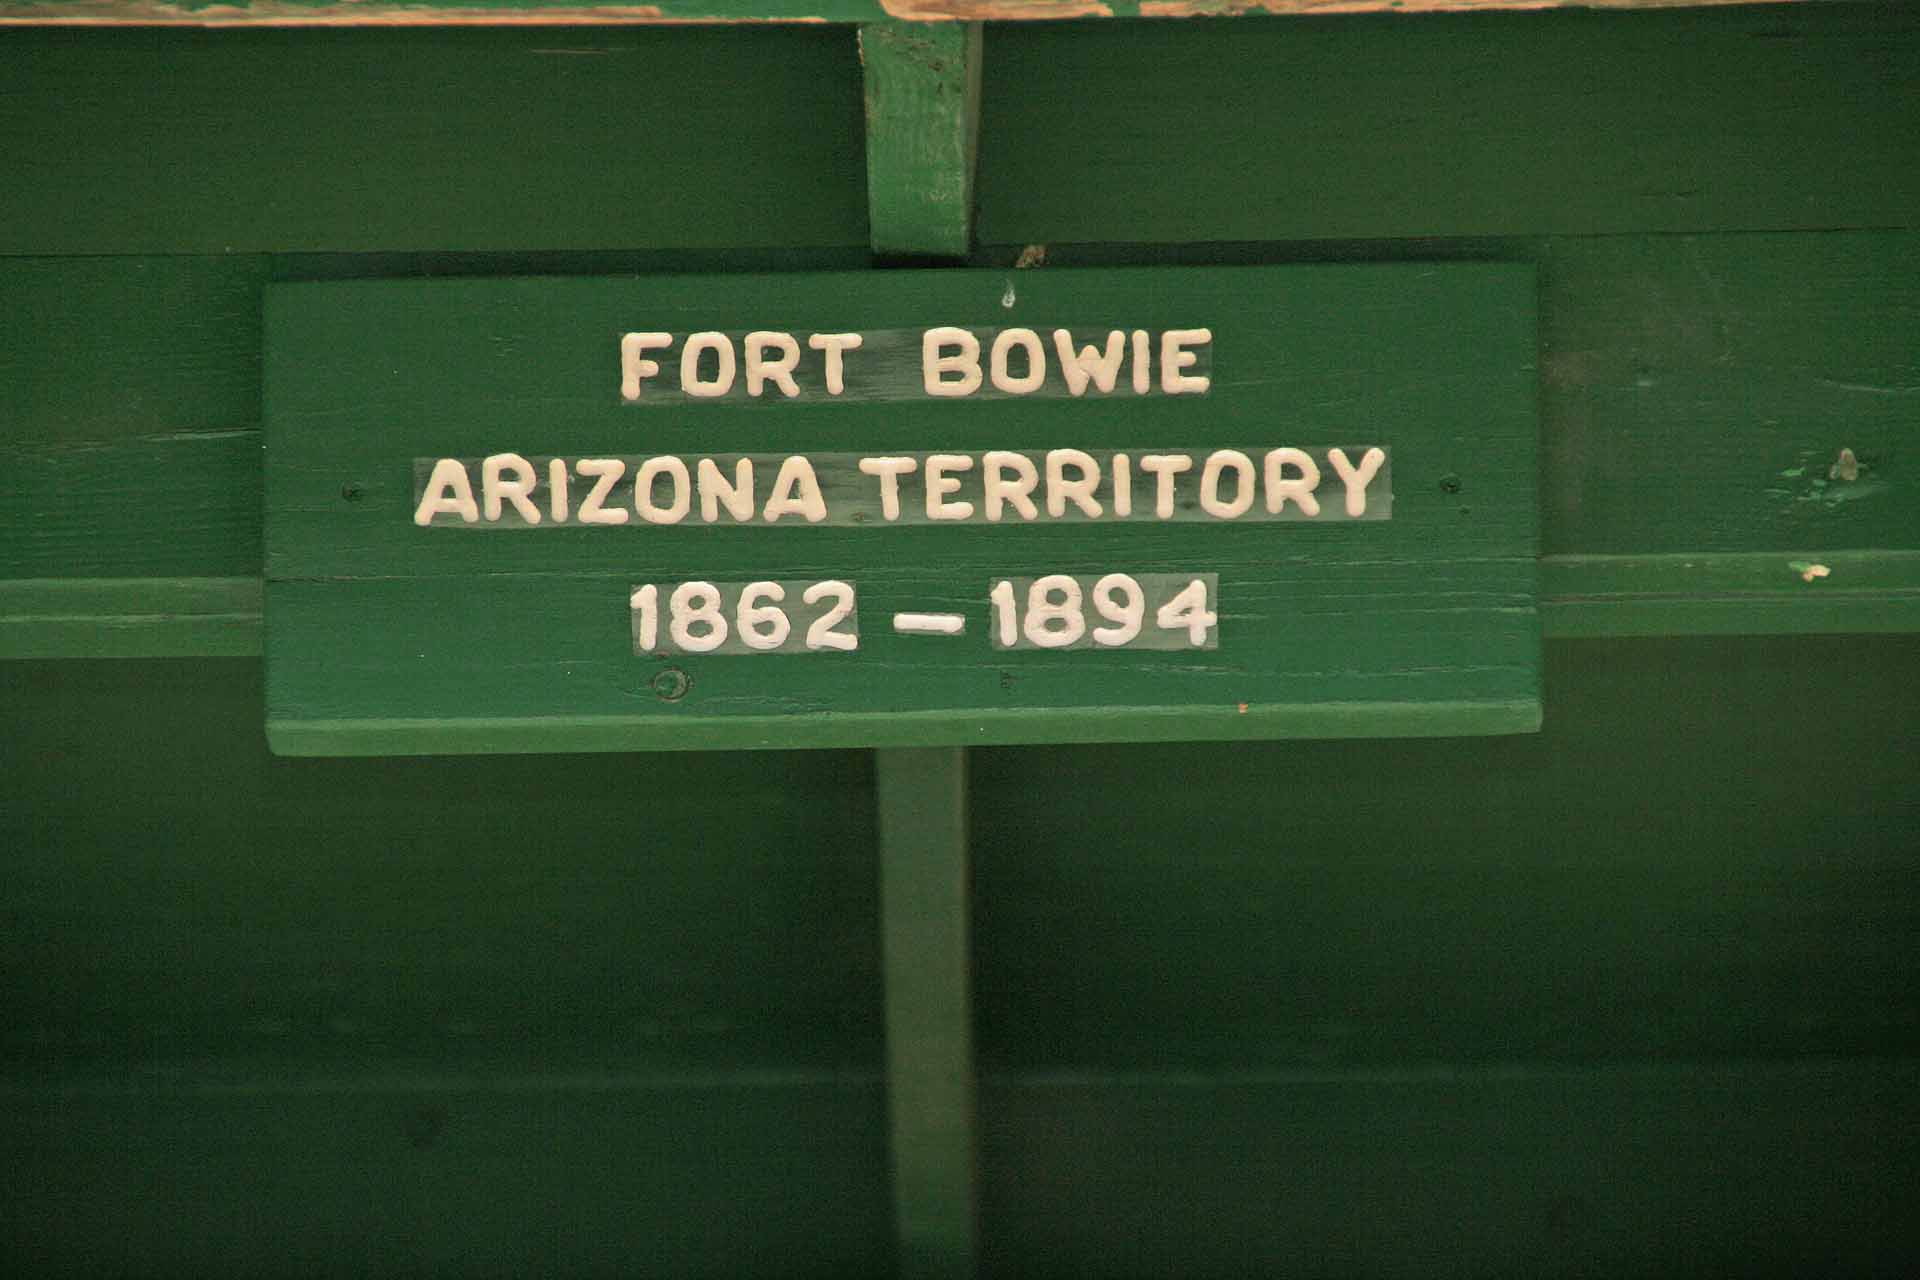 FORT BOWIE
ARIZONA TERRITORY
1862 - 1894